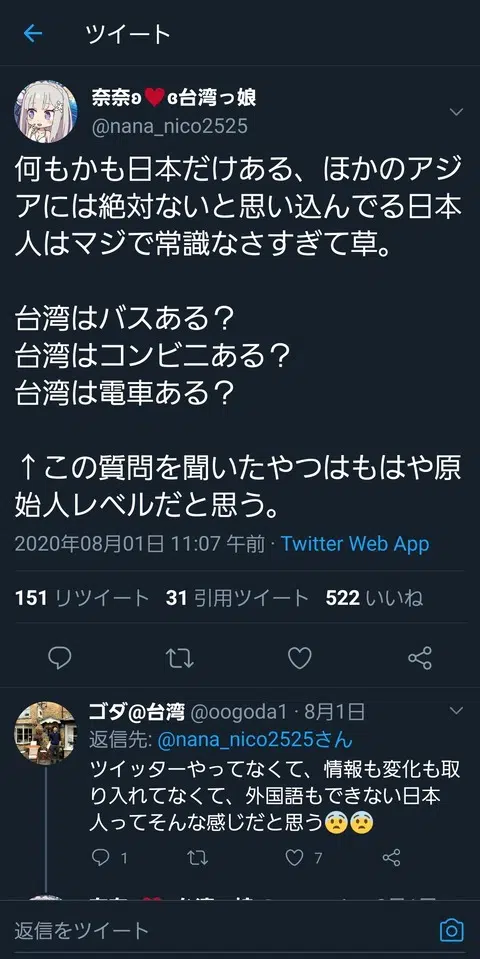 ツイート
奈奈ʚ♥ɞ台湾っ娘
@nana_nico2525
何もかも日本だけある、ほかのアジ
アには絶対ないと思い込んでる日本
人はマジで常識なさすぎて草。
台湾はバスある？
台湾はコンビニある？
台湾は電車ある？
↑この質問を聞いたやつはもはや原
始人レベルだと思う。
2020年08月01日 11:07 午前 · Twitter Web App
151 リツイート 31 引用ツイート 522 いいね
ゴダ@台湾 @oogoda1 · 8月1日
返信先: @nana_nico2525さん
ツイッターやってなくて、情報も変化も取
り入れてなくて、外国語もできない日本
人ってそんな感じだと思う😨😨
1 7
返信をツイート